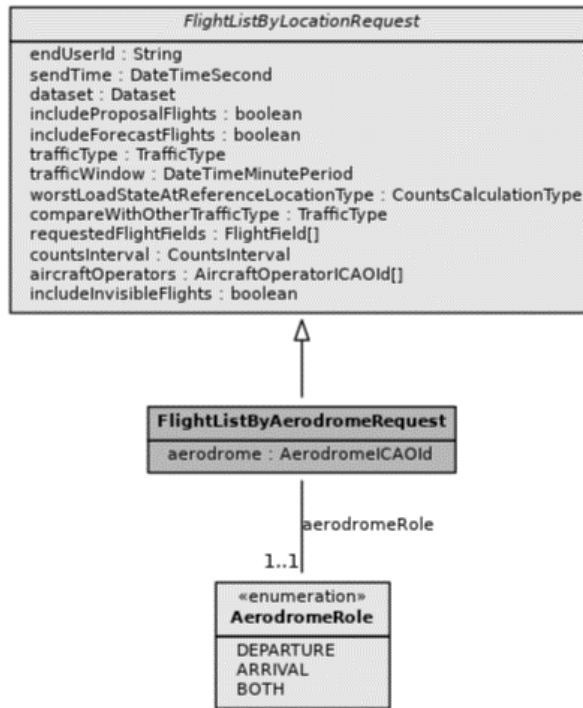 FlightListByLocationRequest
endUserId : String
sendTime : DateTimeSecond
dataset : Dataset
includeProposalFlights : boolean
includeForecastFlights : boolean
trafficType : TrafficType
trafficWindow : DateTimeMinutePeriod
worstLoadStateAtReferenceLocationType : CountsCalculationType
compareWithOtherTrafficType : TrafficType
requestedFlightFields : FlightField[]
countsInterval : CountsInterval
aircraftOperators : AircraftOperatorICAOId[]
includeInvisibleFlights : boolean
FlightListByAerodromeRequest
aerodrome : AerodromeICAOId
aerodromeRole
1..1
«enumeration»
AerodromeRole
DEPARTURE
ARRIVAL
BOTH